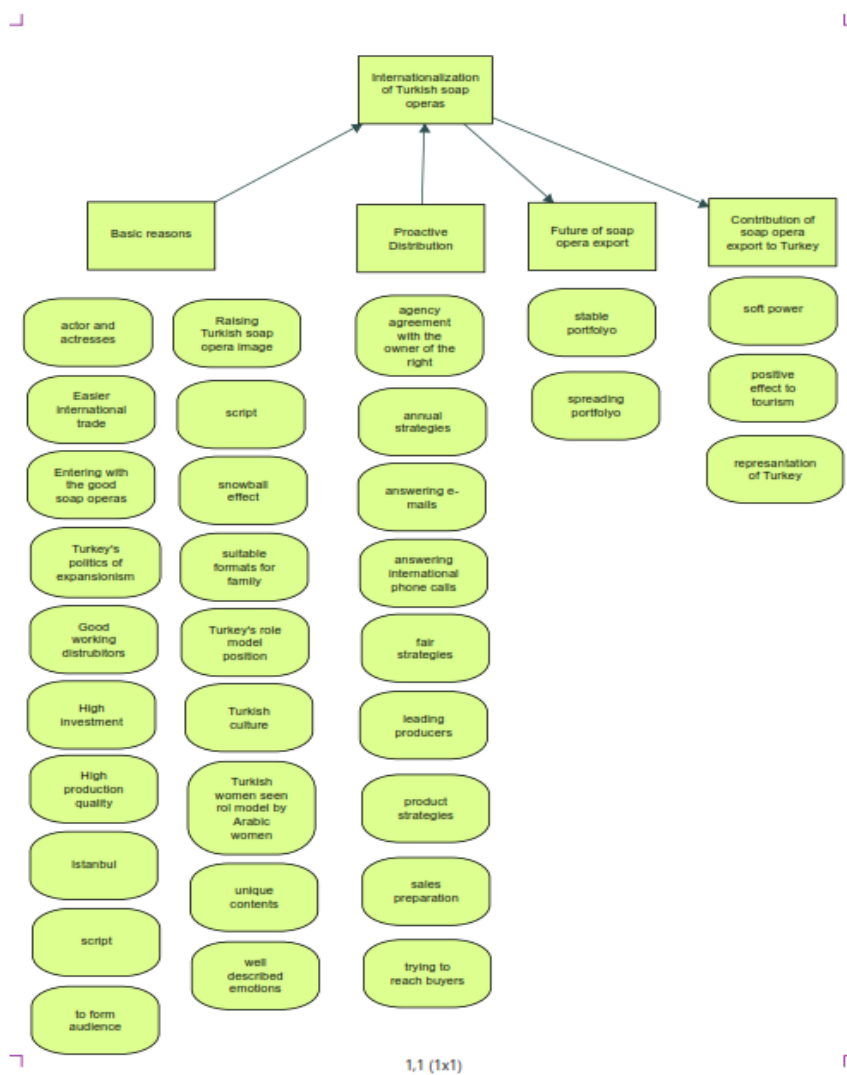 Internationalization
of Turkish soap
operas
Basic reasons
Proactive
Distribution
Future of soap
opera export
Contribution of
soap opera
export to Turkey
actor and
actresses
Easier
international
trade
Entering with
the good
soap operas
Turkey's
politics of
expansionism
Good
working
distrubitors
High
investment
High
production
quality
Istanbul
script
to form
audience
Raising
Turkish soap
opera image
script
snowball
effect
suitable
formats for
family
Turkey's role
model
position
Turkish
culture
Turkish
women seen
rol model by
Arabic
women
unique
contents
well
described
emotions
agency
agreement
with the
owner of the
right
annual
strategies
answering e-
mails
answering
international
phone calls
fair
strategies
leading
producers
product
strategies
sales
preparation
trying to
reach buyers
stable
portfolyo
spreading
portfolyo
soft power
positive
effect to
tourism
represantation
of Turkey
1,1 (1x1)